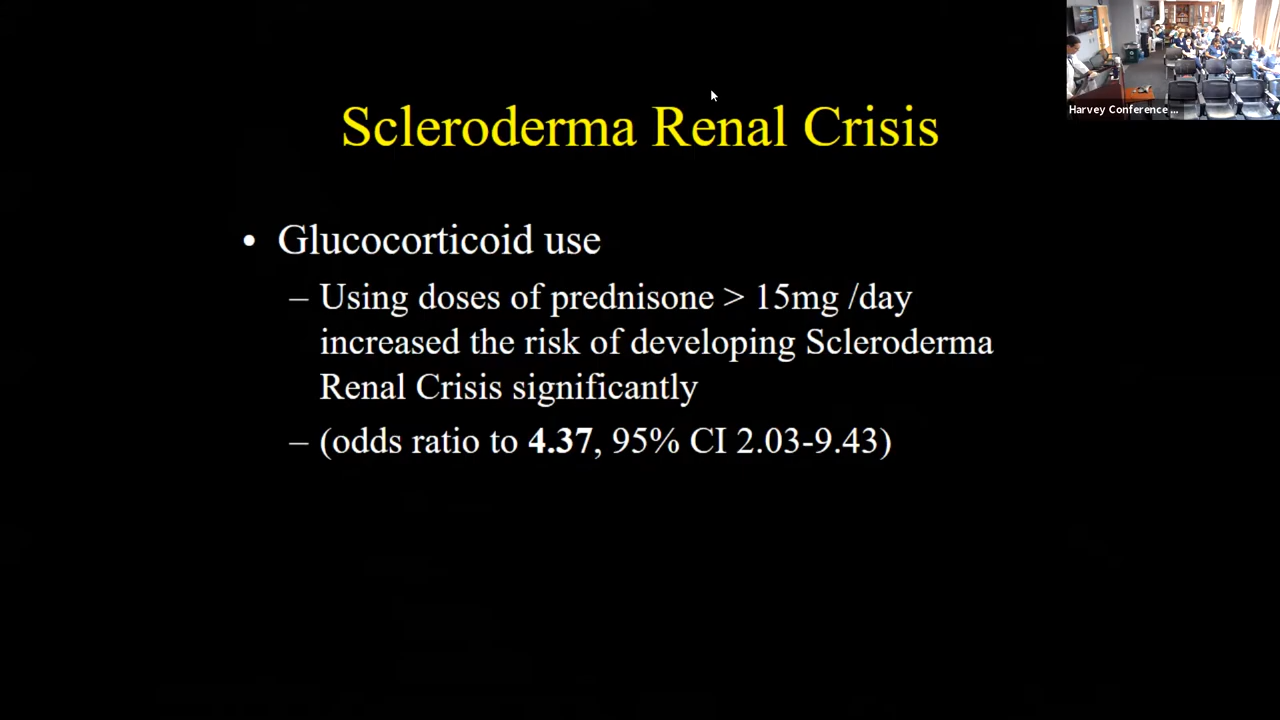 Scleroderma Renal Crisis
• Glucocorticoid use
– Using doses of prednisone > 15mg /day
increased the risk of developing Scleroderma
Renal Crisis significantly
– (odds ratio to 4.37, 95% CI 2.03-9.43)
Harvey Conference ...